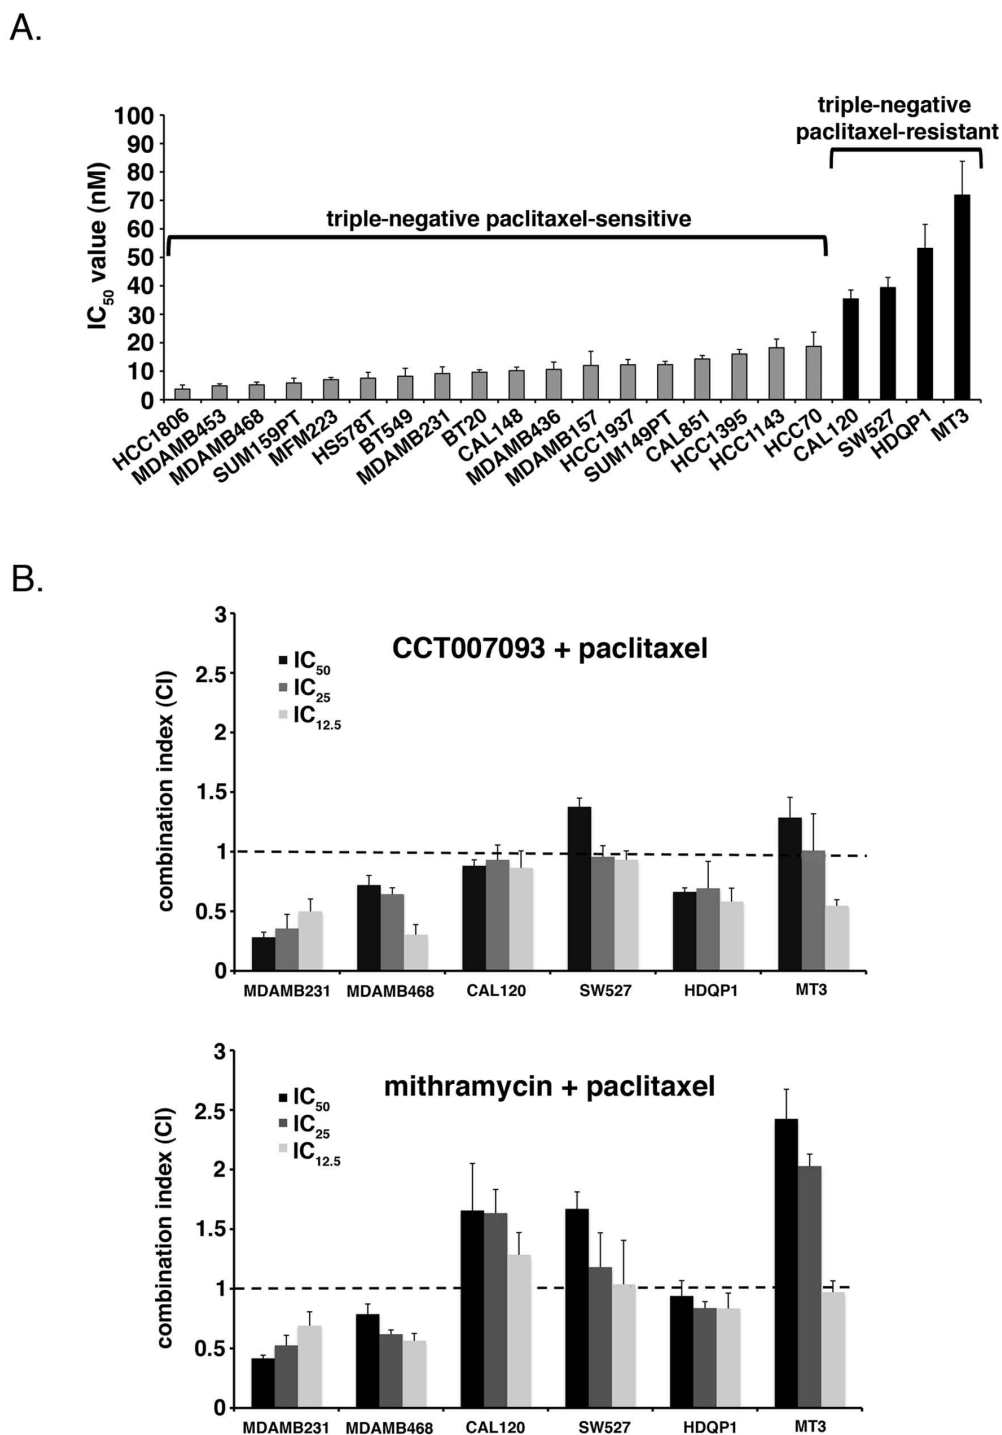 A.
triple-negative
paclitaxel-resistant
triple-negative paclitaxel-sensitive
IC50 value (nM)
100
90
80
70
60
50
40
30
20
10
0
HCC1806
MDAMB453
MDAMB468
SUM159PT
MFM223
HS578T
BT549
MDAMB231
BT20
CAL148
MDAMB436
MDAMB157
HCC1937
SUM149PT
CAL851
HCC1395
HCC1143
HCC70
CAL120
SW527
HDQP1
MT3
B.
CCT007093 + paclitaxel
combination index (CI)
3
2.5
2
1.5
1
0.5
0
IC50
IC25
IC12.5
MDAMB231 MDAMB468 CAL120 SW527 HDQP1 MT3
mithramycin + paclitaxel
combination index (CI)
3
2.5
2
1.5
1
0.5
0
IC50
IC25
IC12.5
MDAMB231 MDAMB468 CAL120 SW527 HDQP1 MT3